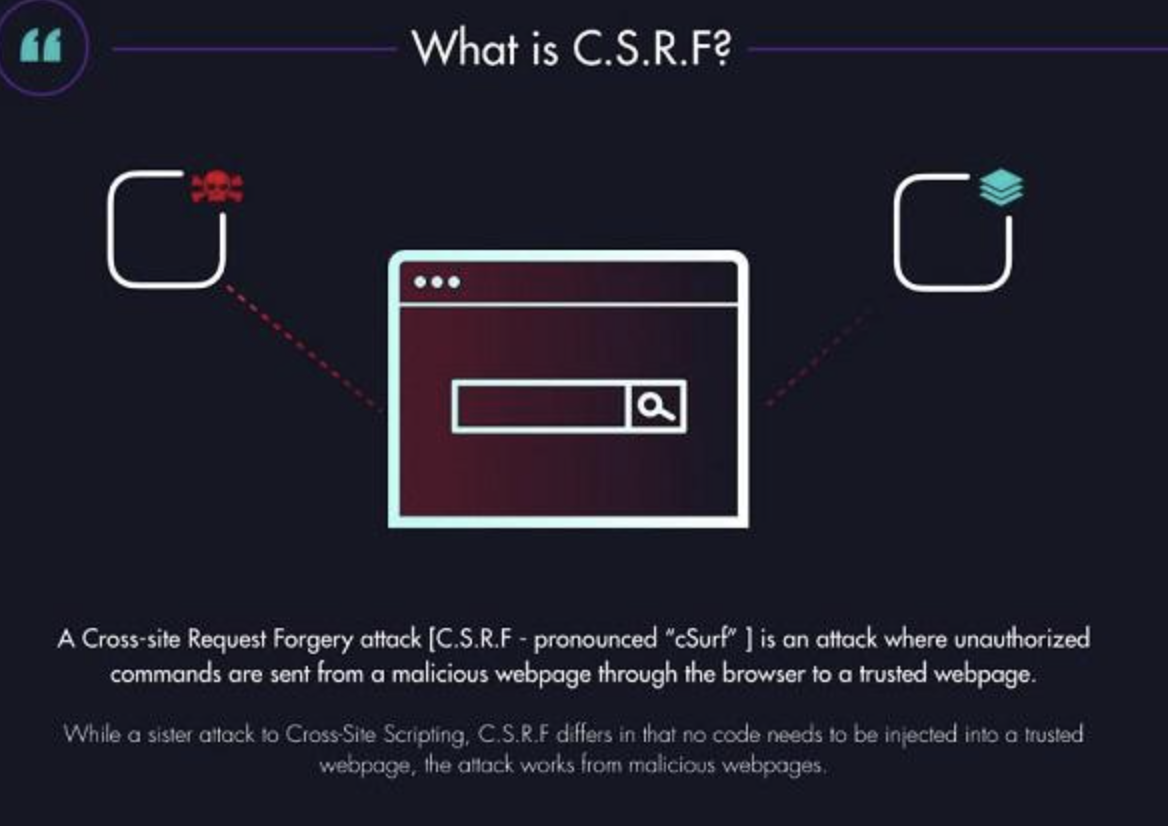 “
What is C.S.R.F?
A Cross-site Request Forgery attack [C.S.R.F - pronounced “cSurf” ] is an attack where unauthorized
commands are sent from a malicious webpage through the browser to a trusted webpage.
While a sister attack to Cross-Site Scripting, C.S.R.F differs in that no code needs to be injected into a trusted
webpage, the attack works from malicious webpages.